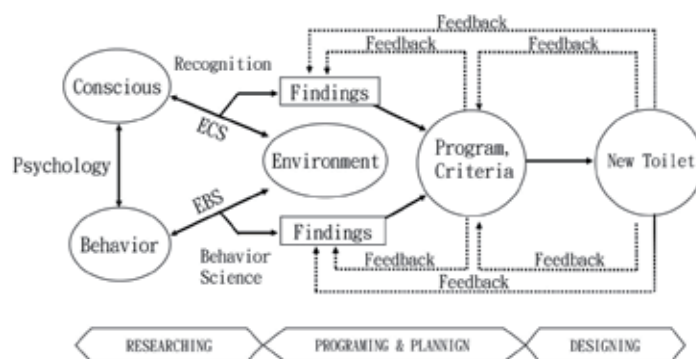 Feedback
Feedback
Feedback
Recognition
Conscious
Findings
ECS
Psychology
Environment
Program,
Criteria
New Toilet
EBS
Behavior
Findings
Behavior
Science
Feedback
Feedback
Feedback
RESEARCHING
PROGRAMING & PLANNIGN
DESIGNING